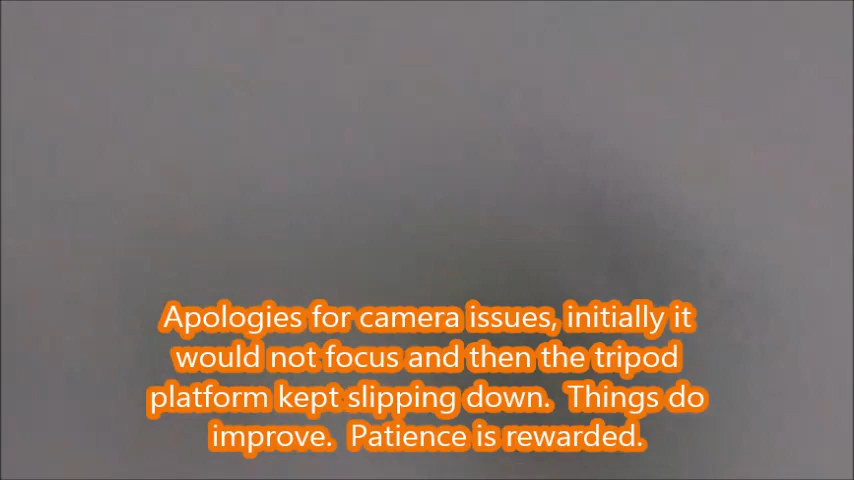 Apologies for camera issues, initially it
would not focus and then the tripod
platform kept slipping down.  Things do
improve.  Patience is rewarded.